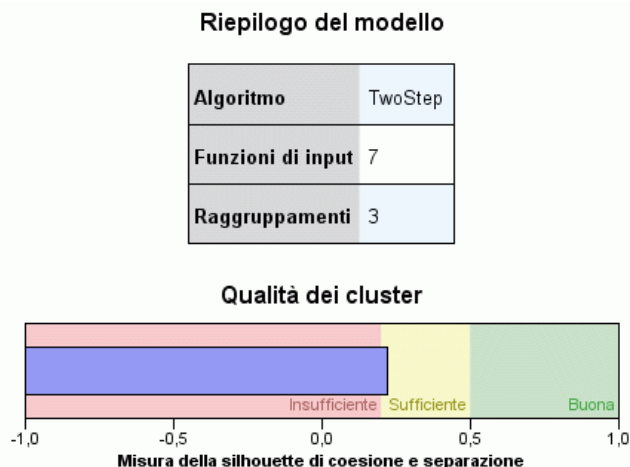 Riepilogo del modello
Algoritmo TwoStep
Funzioni di input 7
Raggruppamenti 3
Qualità dei cluster
Insufficiente Sufficiente Buona
-1,0 -0,5 0,0 0,5 1,0
Misura della silhouette di coesione e separazione